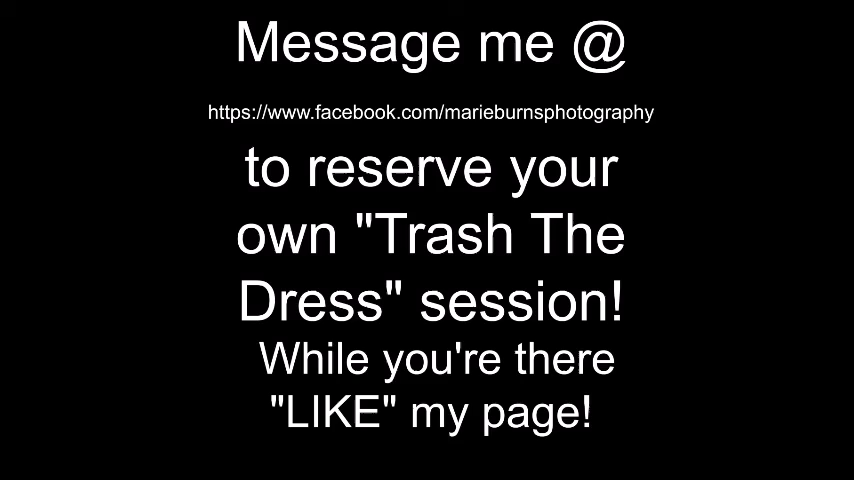 Message me @
https://www.facebook.com/marieburnsphotography
to reserve your
own "Trash The
Dress" session!
While you're there
"LIKE" my page!